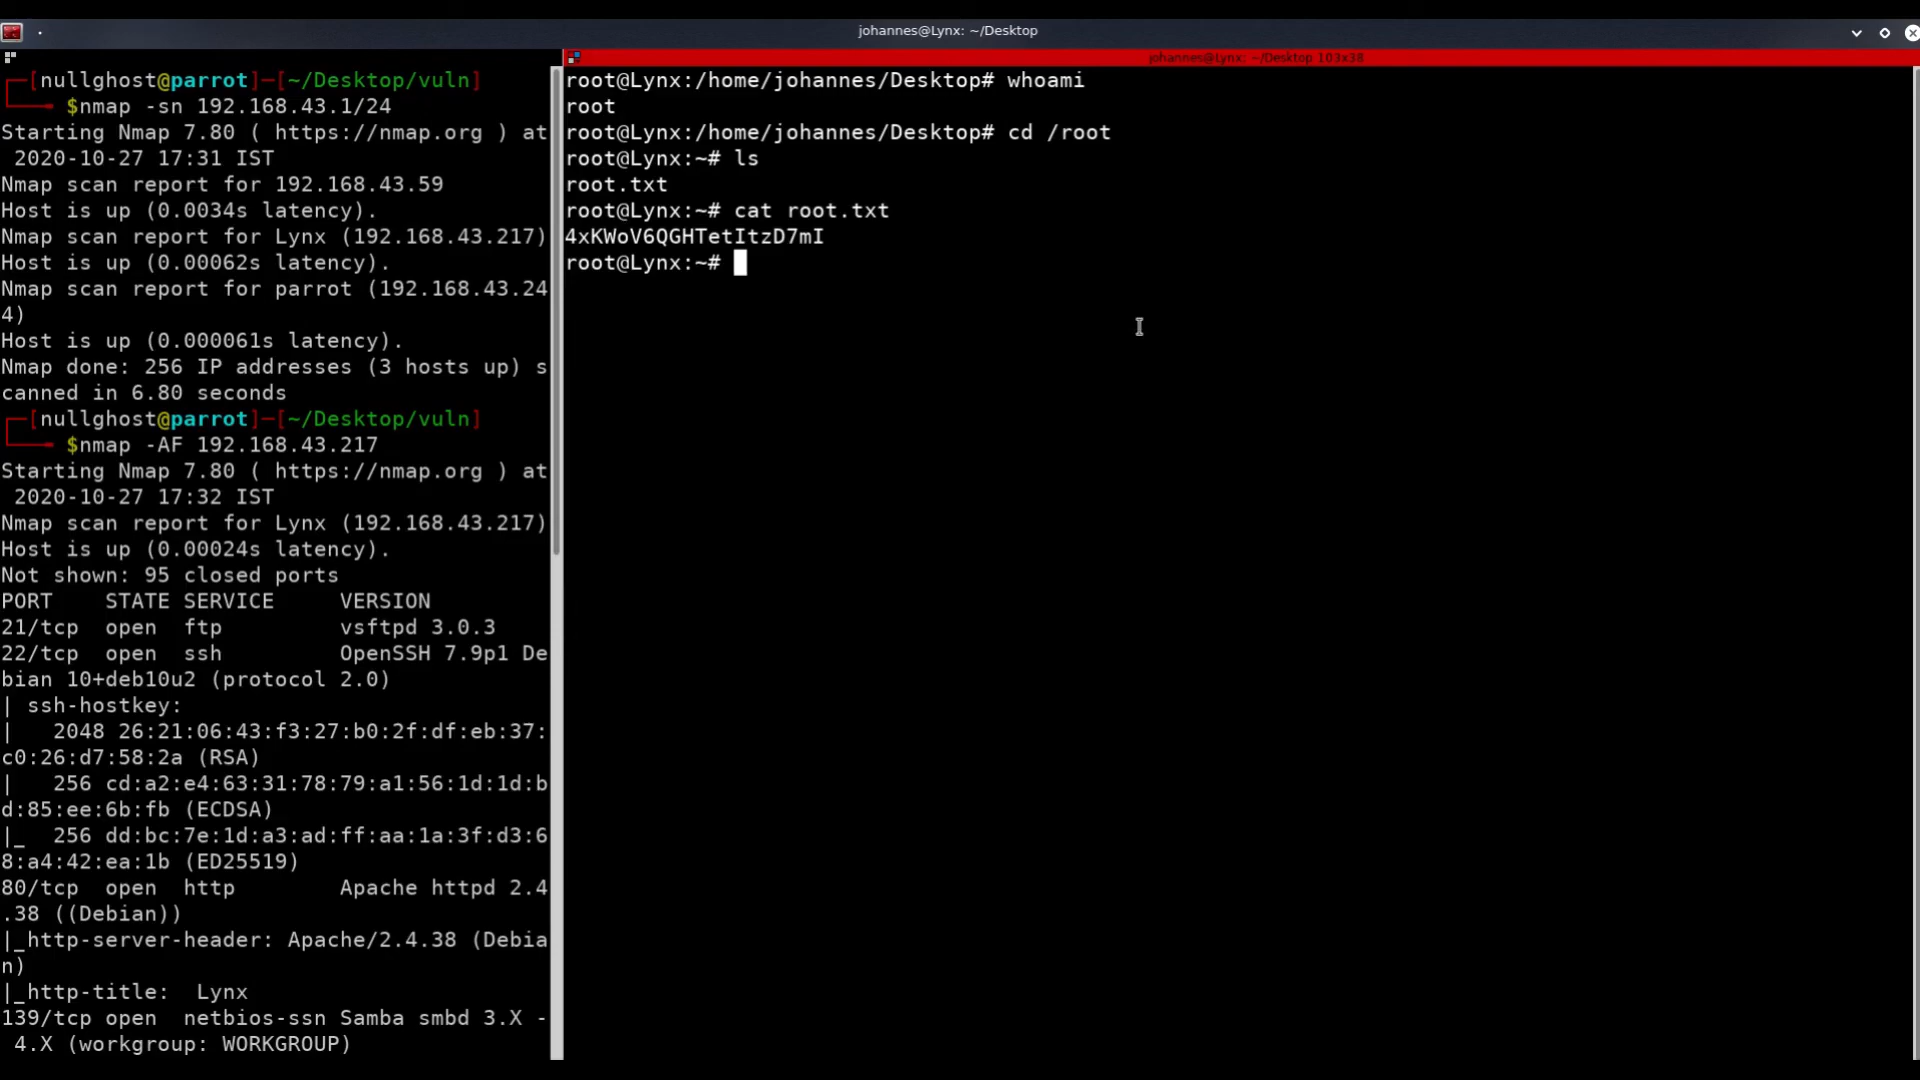 johannes@Lynx: ~/Desktop
johannes@Lynx: ~/Desktop 103x38
┌─[nullghost@parrot]─[~/Desktop/vuln]
└──╼ $nmap -sn 192.168.43.1/24
Starting Nmap 7.80 ( https://nmap.org ) at
 2020-10-27 17:31 IST
Nmap scan report for 192.168.43.59
Host is up (0.0034s latency).
Nmap scan report for Lynx (192.168.43.217)
Host is up (0.00062s latency).
Nmap scan report for parrot (192.168.43.24
4)
Host is up (0.000061s latency).
Nmap done: 256 IP addresses (3 hosts up) s
canned in 6.80 seconds
┌─[nullghost@parrot]─[~/Desktop/vuln]
└──╼ $nmap -AF 192.168.43.217
Starting Nmap 7.80 ( https://nmap.org ) at
 2020-10-27 17:32 IST
Nmap scan report for Lynx (192.168.43.217)
Host is up (0.00024s latency).
Not shown: 95 closed ports
PORT    STATE SERVICE     VERSION
21/tcp  open  ftp         vsftpd 3.0.3
22/tcp  open  ssh         OpenSSH 7.9p1 De
bian 10+deb10u2 (protocol 2.0)
| ssh-hostkey:
|   2048 26:21:06:43:f3:27:b0:2f:df:eb:37:
c0:26:d7:58:2a (RSA)
|   256 cd:a2:e4:63:31:78:79:a1:56:1d:1d:b
d:85:ee:6b:fb (ECDSA)
|_  256 dd:bc:7e:1d:a3:ad:ff:aa:1a:3f:d3:6
8:a4:42:ea:1b (ED25519)
80/tcp  open  http        Apache httpd 2.4
.38 ((Debian))
|_http-server-header: Apache/2.4.38 (Debia
n)
|_http-title:  Lynx
139/tcp open  netbios-ssn Samba smbd 3.X -
 4.X (workgroup: WORKGROUP)
root@Lynx:/home/johannes/Desktop# whoami
root
root@Lynx:/home/johannes/Desktop# cd /root
root@Lynx:~# ls
root.txt
root@Lynx:~# cat root.txt
4xKWoV6QGHTetItzD7mI
root@Lynx:~#